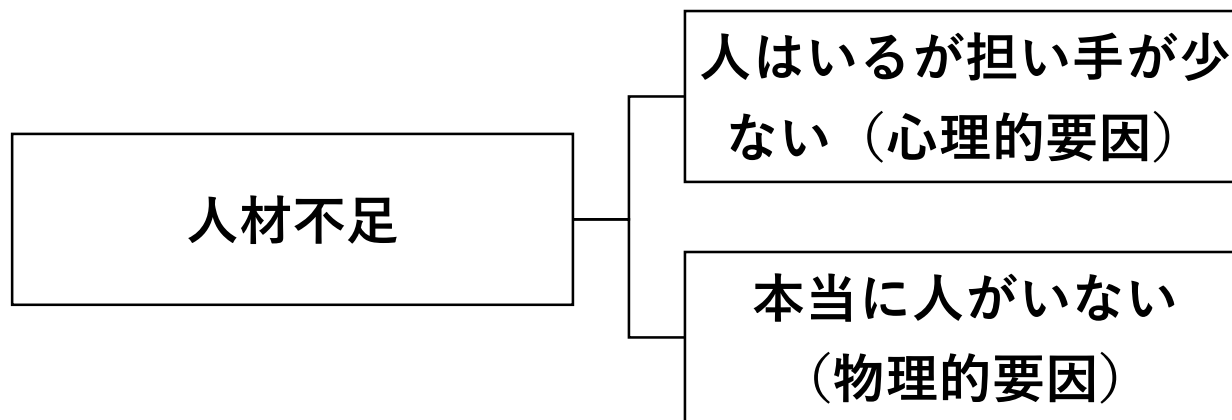 人材不足
人はいるが担い手が少
ない（心理的要因）
本当に人がいない
（物理的要因）